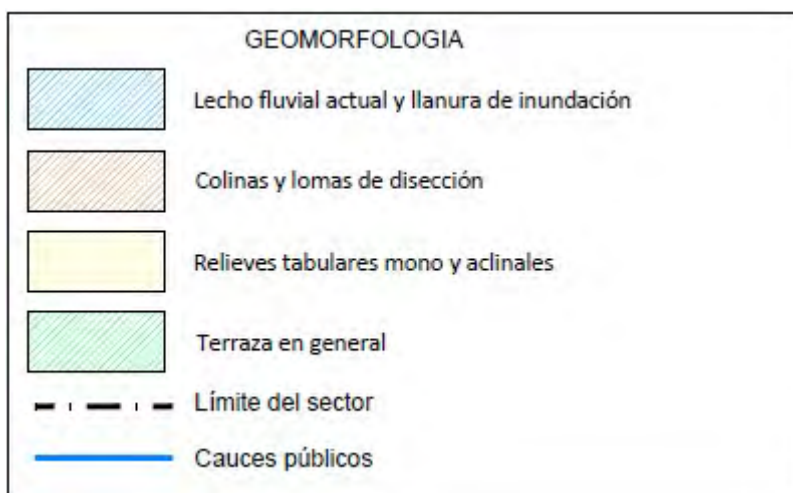 GEOMORFOLOGIA
Lecho fluvial actual y llanura de inundación
Colinas y lomas de disección
Relieves tabulares mono y aclinales
Terraza en general
Límite del sector
Cauces públicos